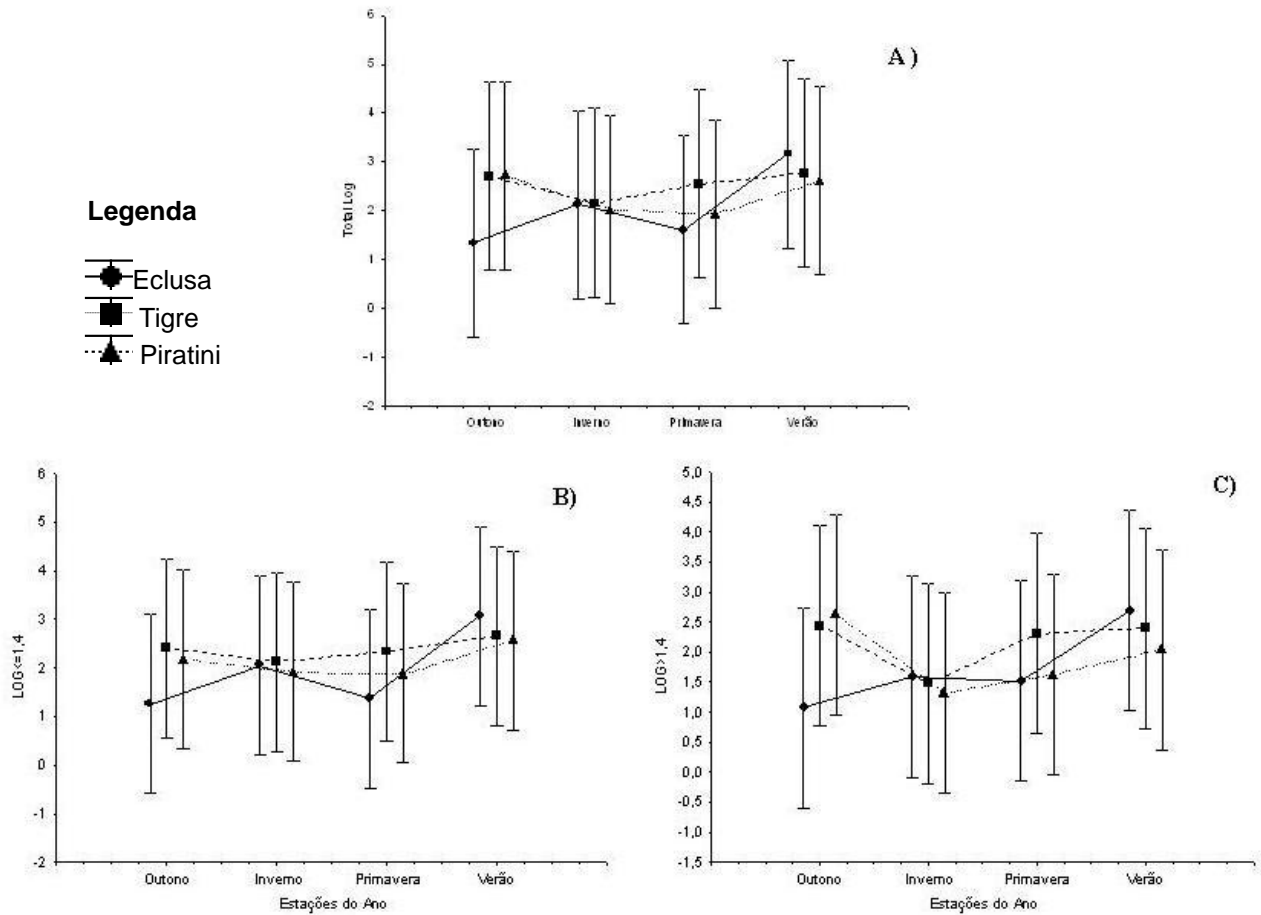 A)
Total Log
6
5
4
3
2
1
0
-1
-2
Outono Inverno Primavera Verão
Legenda
Eclusa
Tigre
Piratini
B)
LOG<=1,4
6
5
4
3
2
1
0
-1
-2
Outono Inverno Primavera Verão
Estações do Ano
C)
LOG>1,4
5,0
4,5
4,0
3,5
3,0
2,5
2,0
1,5
1,0
0,5
0,0
-0,5
-1,0
-1,5
Outono Inverno Primavera Verão
Estações do Ano